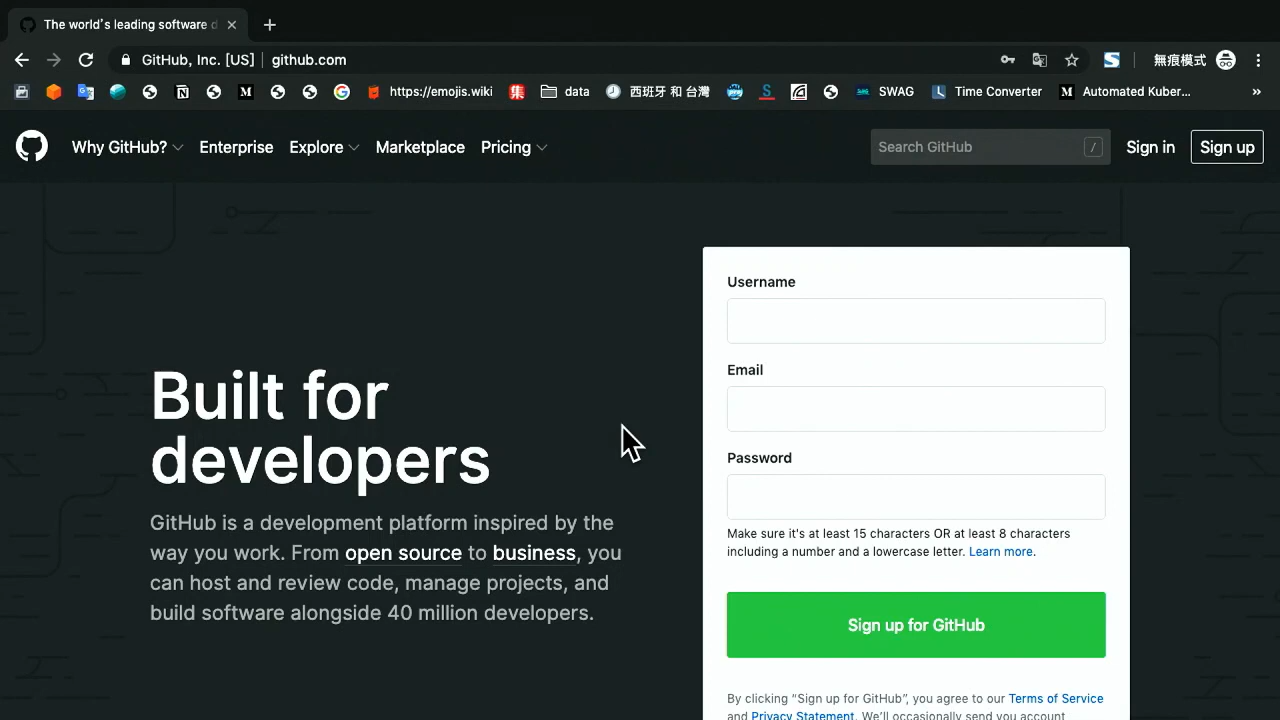 The world's leading software d
GitHub, Inc. [US] | github.com
無痕模式
https://emojis.wiki
集
data
西班牙 和 台灣
SWAG
Time Converter
Automated Kuber...
»
Why GitHub?
Enterprise
Explore
Marketplace
Pricing
Search GitHub
/
Sign in
Sign up
Built for
developers
GitHub is a development platform inspired by the
way you work. From open source to business, you
can host and review code, manage projects, and
build software alongside 40 million developers.
Username
Email
Password
Make sure it's at least 15 characters OR at least 8 characters
including a number and a lowercase letter. Learn more.
Sign up for GitHub
By clicking “Sign up for GitHub”, you agree to our Terms of Service
and Privacy Statement. We'll occasionally send you account